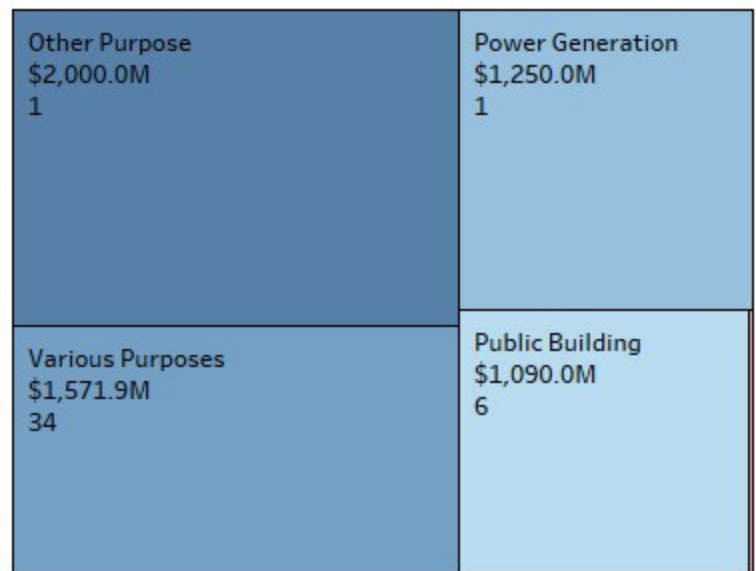 Other Purpose
$2,000.0M
1
Power Generation
$1,250.0M
1
Various Purposes
$1,571.9M
34
Public Building
$1,090.0M
6